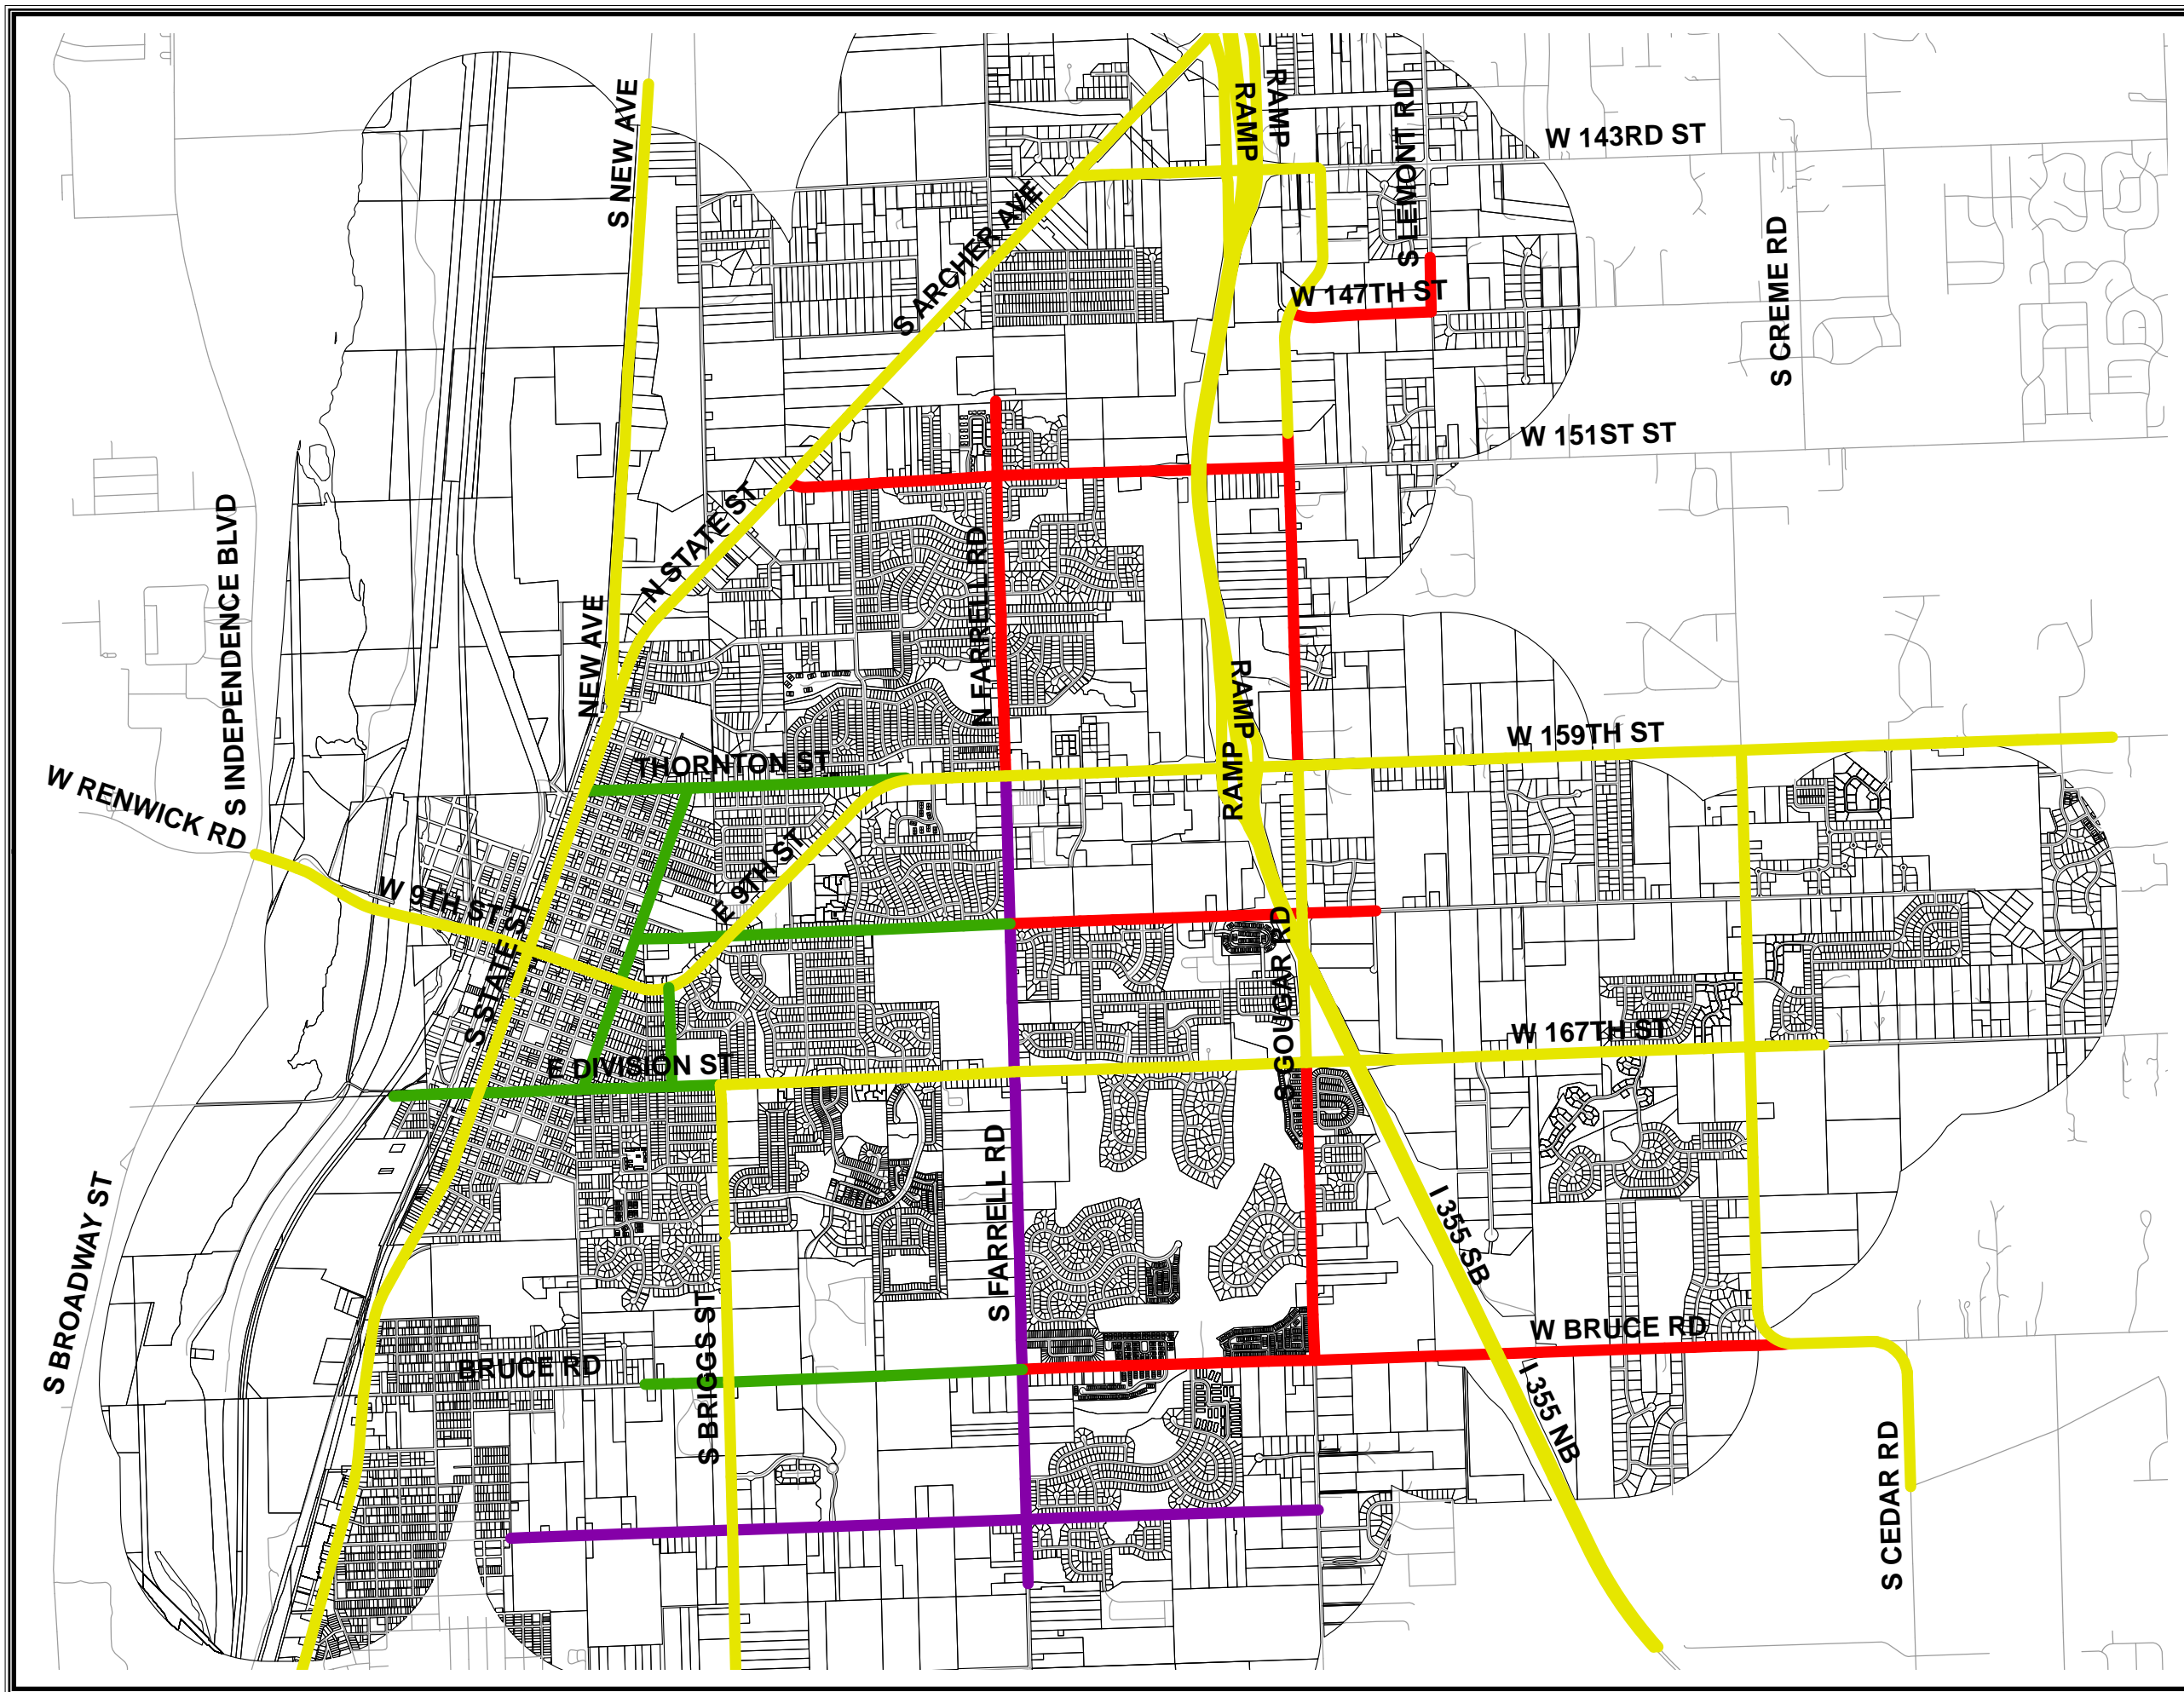 S NEW AVE
RAMP
RAMP
S LEMONT RD
W 143RD ST
S ARCHER AVE
S CREME RD
W 147TH ST
W 151ST ST
N STATE ST
S INDEPENDENCE BLVD
N FARRELL RD
NEW AVE
RAMP
RAMP
W 159TH ST
THORNTON ST
W RENWICK RD
E 9TH ST
W 9TH ST
S STATE ST
S GOUGAR RD
W 167TH ST
E DIVISION ST
S FARRELL RD
S BROADWAY ST
I 355 SB
S BRIGGS ST
W BRUCE RD
BRUCE RD
I 355 NB
S CEDAR RD